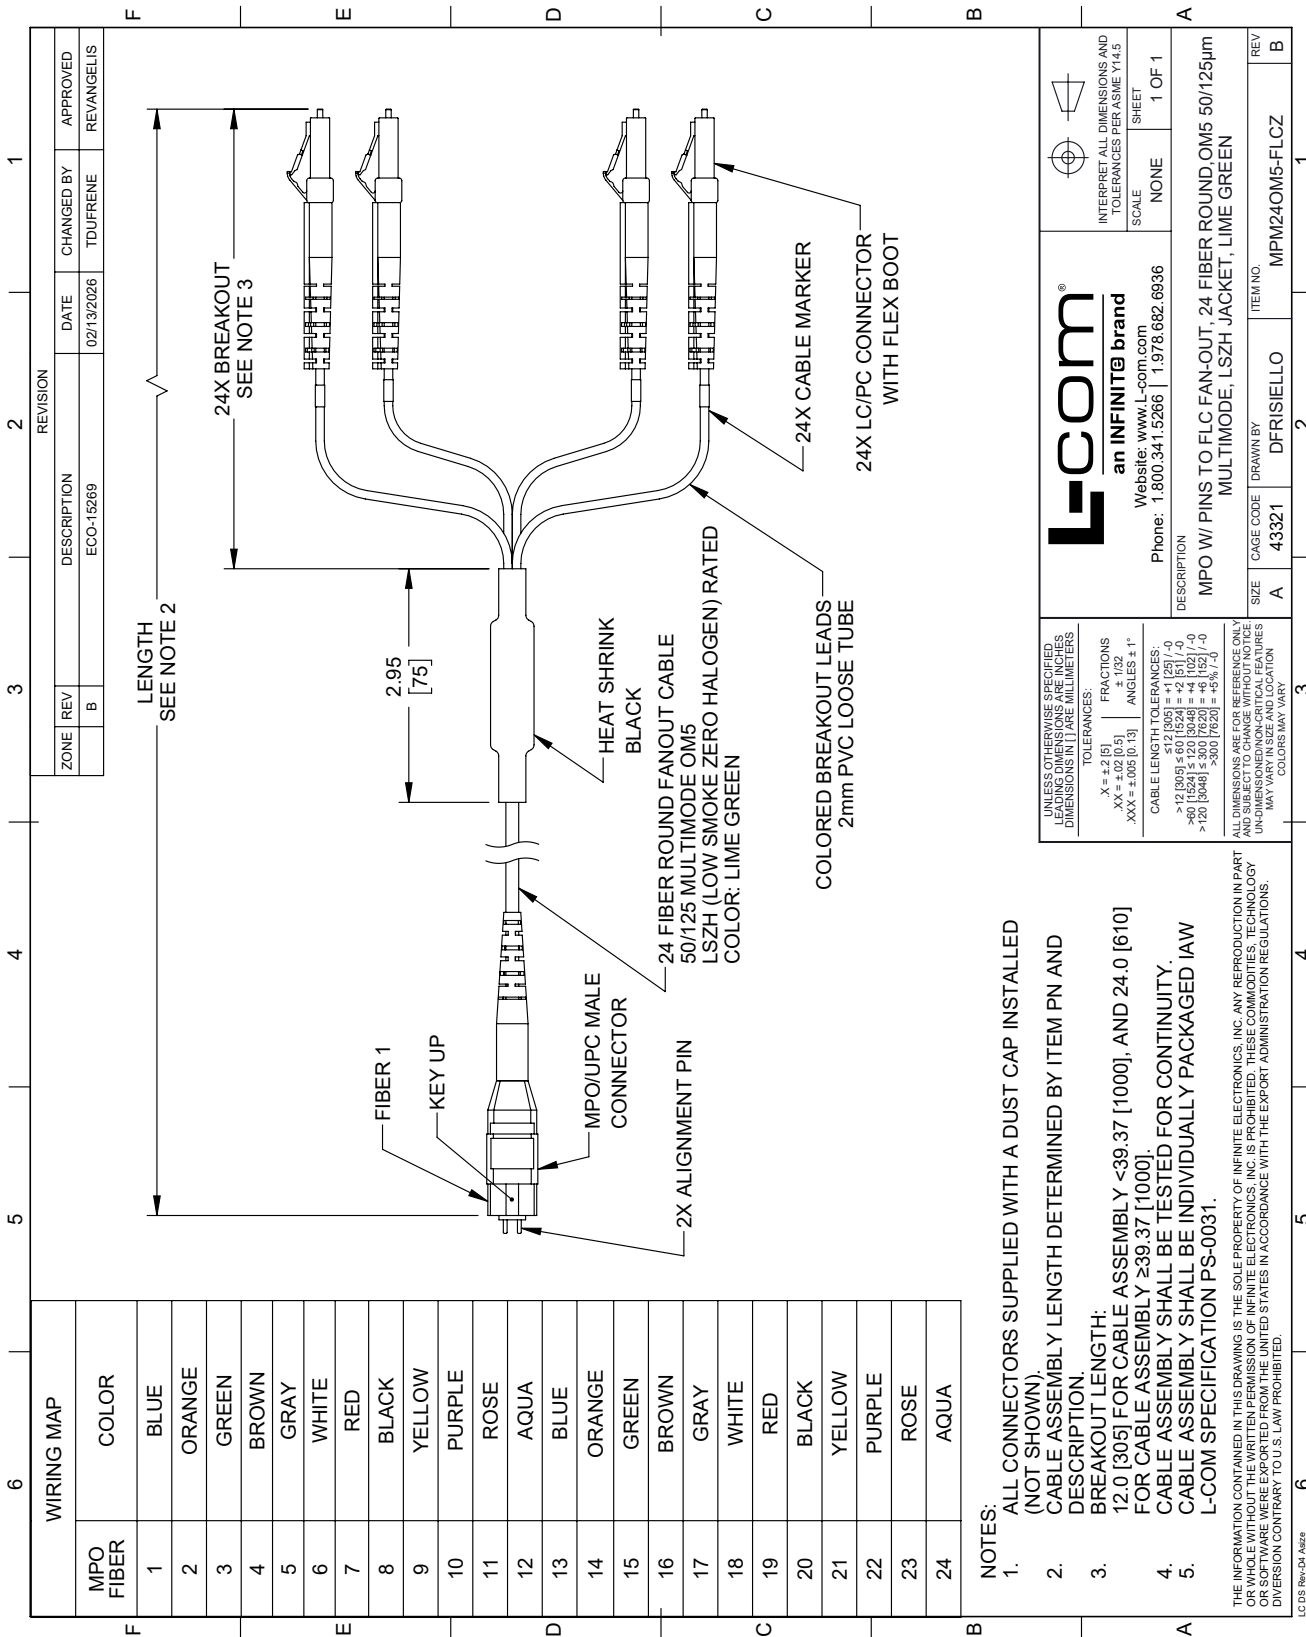 WIRING MAP
MPO FIBER COLOR
1 BLUE
2 ORANGE
3 GREEN
4 BROWN
5 GRAY
6 WHITE
7 RED
8 BLACK
9 YELLOW
10 PURPLE
11 ROSE
12 AQUA
13 BLUE
14 ORANGE
15 GREEN
16 BROWN
17 GRAY
18 WHITE
19 RED
20 BLACK
21 YELLOW
22 PURPLE
23 ROSE
24 AQUA
6 5 4 3 2 1
F E D C B A
REVISION
ZONE REV DESCRIPTION DATE CHANGED BY APPROVED
B ECO-15269 02/13/2026 TDUFRENE REVANGELIS
LENGTH
SEE NOTE 2
24X BREAKOUT
SEE NOTE 3
2.95
[75]
FIBER 1
KEY UP
MPO/UPC MALE
CONNECTOR
2X ALIGNMENT PIN
HEAT SHRINK
BLACK
24 FIBER ROUND FANOUT CABLE
50/125 MULTIMODE OM5
LSZH (LOW SMOKE ZERO HALOGEN) RATED
COLOR: LIME GREEN
COLORED BREAKOUT LEADS
2mm PVC LOOSE TUBE
24X CABLE MARKER
24X LC/PC CONNECTOR
WITH FLEX BOOT
NOTES:
1. ALL CONNECTORS SUPPLIED WITH A DUST CAP INSTALLED
(NOT SHOWN).
2. CABLE ASSEMBLY LENGTH DETERMINED BY ITEM PN AND
DESCRIPTION.
3. BREAKOUT LENGTH:
12.0 [305] FOR CABLE ASSEMBLY <39.37 [1000], AND 24.0 [610]
FOR CABLE ASSEMBLY ≥39.37 [1000].
4. CABLE ASSEMBLY SHALL BE TESTED FOR CONTINUITY.
5. CABLE ASSEMBLY SHALL BE INDIVIDUALLY PACKAGED IAW
L-COM SPECIFICATION PS-0031.
THE INFORMATION CONTAINED IN THIS DRAWING IS THE SOLE PROPERTY OF INFINITE ELECTRONICS, INC. ANY REPRODUCTION IN PART
OR WHOLE WITHOUT THE WRITTEN PERMISSION OF INFINITE ELECTRONICS, INC. IS PROHIBITED. THESE COMMODITIES, TECHNOLOGY
OR SOFTWARE WERE EXPORTED FROM THE UNITED STATES IN ACCORDANCE WITH THE EXPORT ADMINISTRATION REGULATIONS.
DIVERSION CONTRARY TO U.S. LAW PROHIBITED.
LC DS Rev-D4 Asize
UNLESS OTHERWISE SPECIFIED
LEADING DIMENSIONS ARE INCHES
DIMENSIONS IN [ ] ARE MILLIMETERS
TOLERANCES:
.X = ±.2 [5] FRACTIONS
.XX = ±.02 [0.5] ± 1/32
.XXX = ±.005 [0.13] ANGLES ± 1°
CABLE LENGTH TOLERANCES:
≤12 [305] = +1 [25] / -0
>12 [305] ≤ 60 [1524] = +2 [51] / -0
>60 [1524] ≤ 120 [3048] = +4 [102] / -0
>120 [3048] ≤ 300 [7620] = +6 [152] / -0
>300 [7620] = +5% / -0
ALL DIMENSIONS ARE FOR REFERENCE ONLY
AND SUBJECT TO CHANGE WITHOUT NOTICE.
UN-DIMENSIONED/NON-CRITICAL FEATURES
MAY VARY IN SIZE AND LOCATION
COLORS MAY VARY
L-com®
an INFINITE brand
Website: www.L-com.com
Phone: 1.800.341.5266 | 1.978.682.6936
INTERPRET ALL DIMENSIONS AND
TOLERANCES PER ASME Y14.5
SCALE NONE SHEET 1 OF 1
DESCRIPTION
MPO W/ PINS TO FLC FAN-OUT, 24 FIBER ROUND,OM5 50/125µm
MULTIMODE, LSZH JACKET, LIME GREEN
SIZE A CAGE CODE 43321 DRAWN BY DFRISIELLO ITEM NO. MPM24OM5-FLCZ REV B
6 5 4 3 2 1
F E D C B A